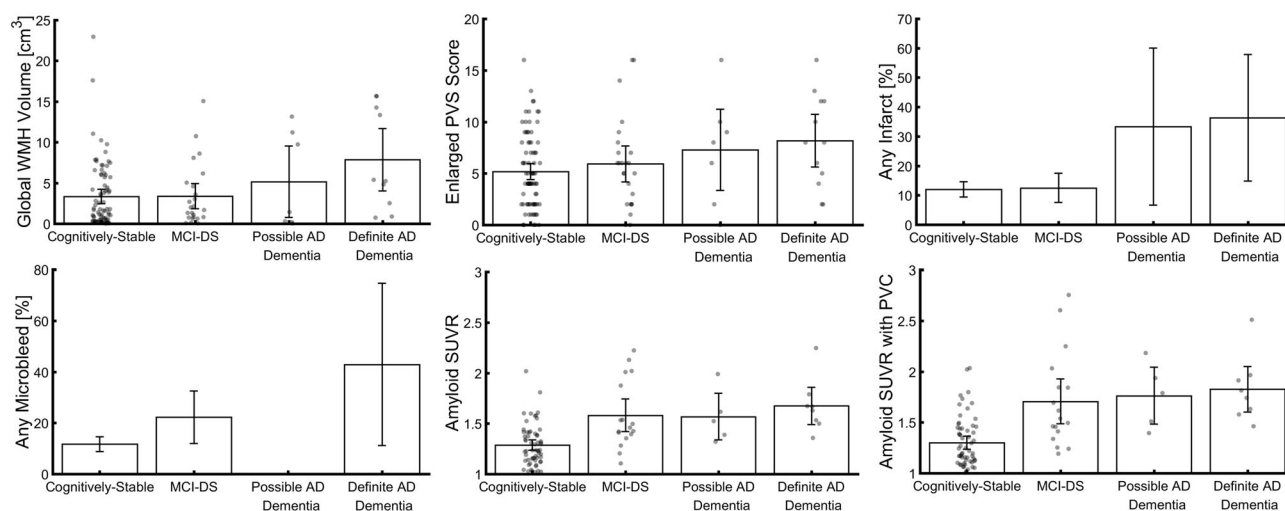 Global WMH Volume [cm³]
25
20
15
10
5
0
Cognitively-Stable MCI-DS Possible AD Definite AD
Dementia Dementia
Enlarged PVS Score
20
15
10
5
0
Cognitively-Stable MCI-DS Possible AD Definite AD
Dementia Dementia
Any Infarct [%]
70
60
50
40
30
20
10
0
Cognitively-Stable MCI-DS Possible AD Definite AD
Dementia Dementia
Any Microbleed [%]
80
60
40
20
0
Cognitively-Stable MCI-DS Possible AD Definite AD
Dementia Dementia
Amyloid SUVR
3
2.5
2
1.5
1
Cognitively-Stable MCI-DS Possible AD Definite AD
Dementia Dementia
Amyloid SUVR with PVC
3
2.5
2
1.5
1
Cognitively-Stable MCI-DS Possible AD Definite AD
Dementia Dementia